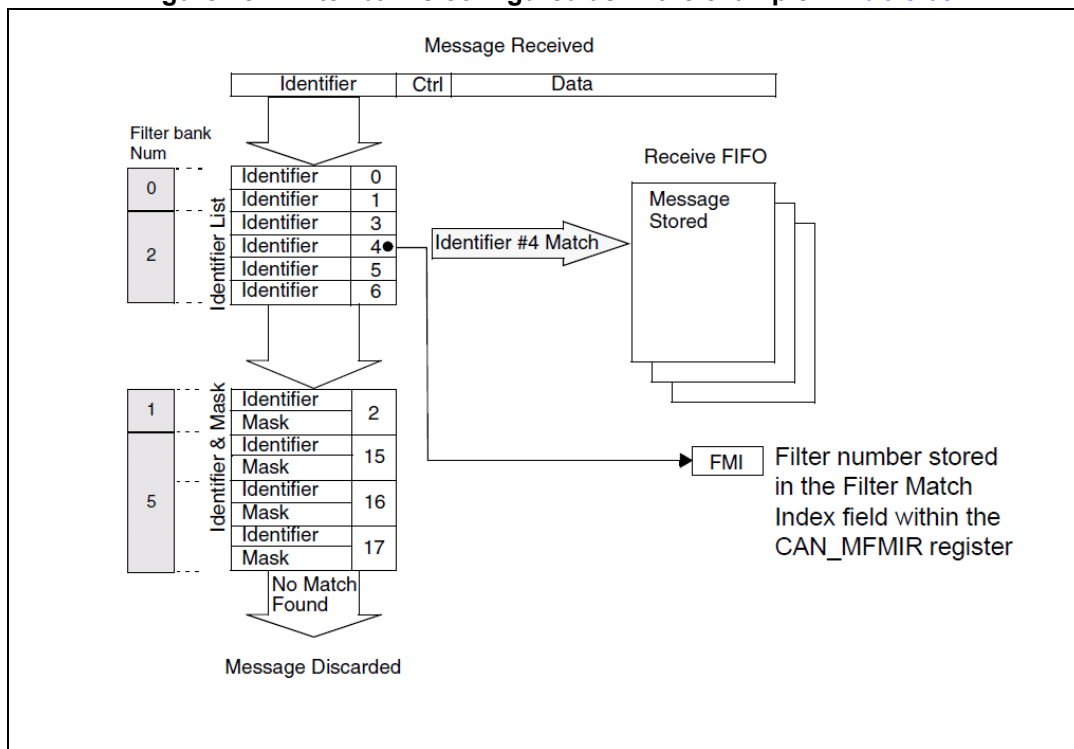 Message Received
Identifier Ctrl Data
Filter bank
Num
Receive FIFO
0
2
Identifier List
Identifier 0
Identifier 1
Identifier 3
Identifier 4
Identifier 5
Identifier 6
Identifier #4 Match
Message
Stored
1
5
Identifier & Mask
Identifier
Mask
2
Identifier
Mask
15
Identifier
Mask
16
Identifier
Mask
17
FMI
Filter number stored
in the Filter Match
Index field within the
CAN_MFMIR register
No Match
Found
Message Discarded